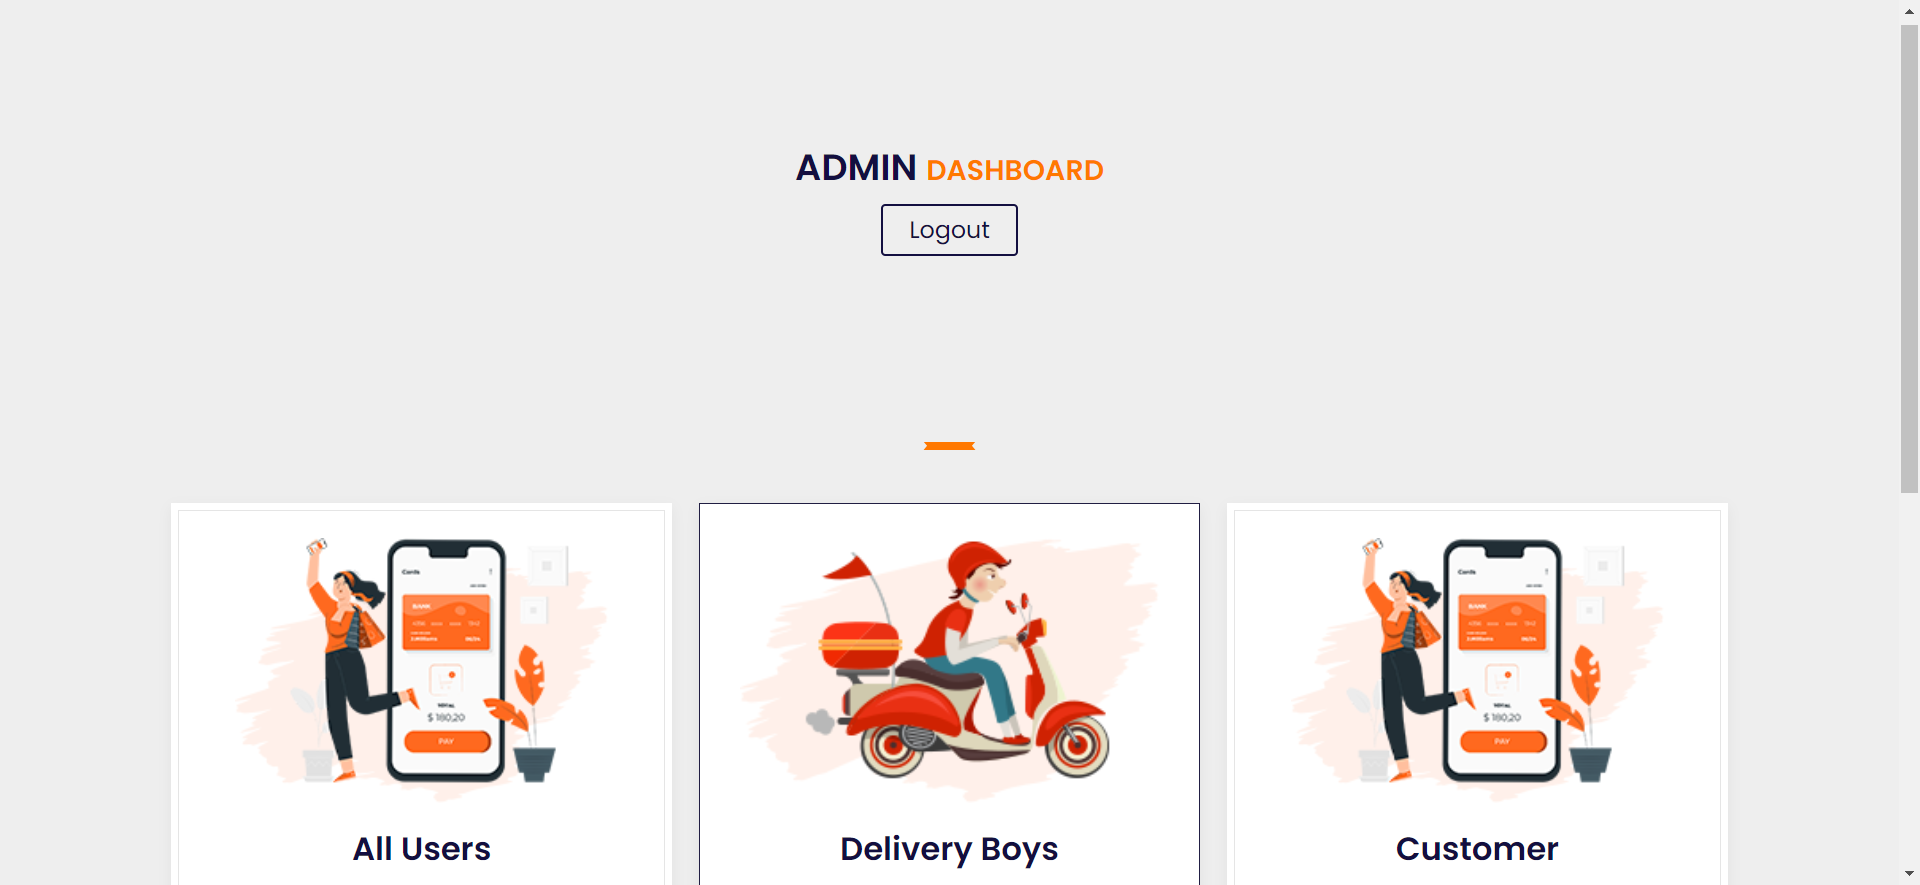 ADMIN DASHBOARD
Logout
Cards
BANK
TOTAL
$ 180,20
PAY
Cards
BANK
TOTAL
$ 180,20
PAY
All Users
Delivery Boys
Customer